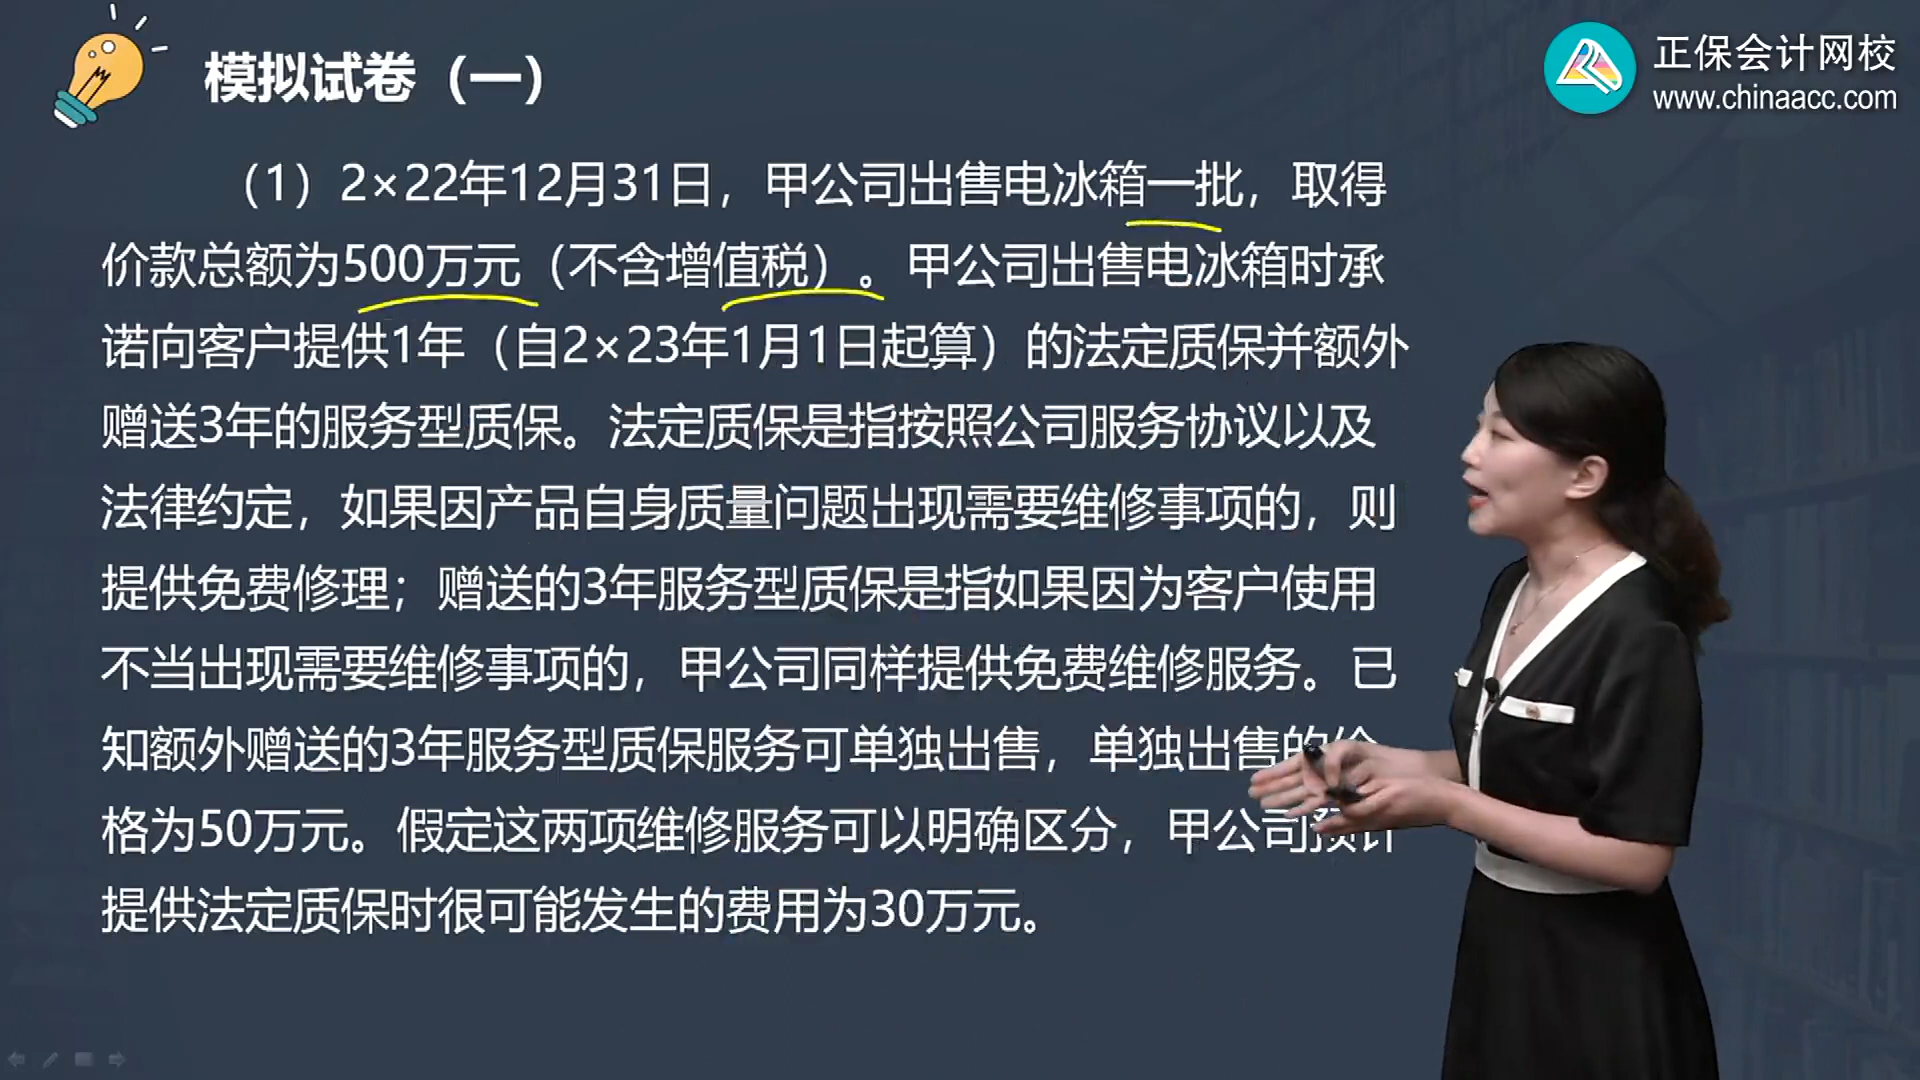 模拟试卷（一）
正保会计网校
www.chinaacc.com
（1）2×22年12月31日，甲公司出售电冰箱一批，取得
价款总额为500万元（不含增值税）。甲公司出售电冰箱时承
诺向客户提供1年（自2×23年1月1日起算）的法定质保并额外
赠送3年的服务型质保。法定质保是指按照公司服务协议以及
法律约定，如果因产品自身质量问题出现需要维修事项的，则
提供免费修理；赠送的3年服务型质保是指如果因为客户使用
不当出现需要维修事项的，甲公司同样提供免费维修服务。已
知额外赠送的3年服务型质保服务可单独出售，单独出售的价
格为50万元。假定这两项维修服务可以明确区分，甲公司预计
提供法定质保时很可能发生的费用为30万元。